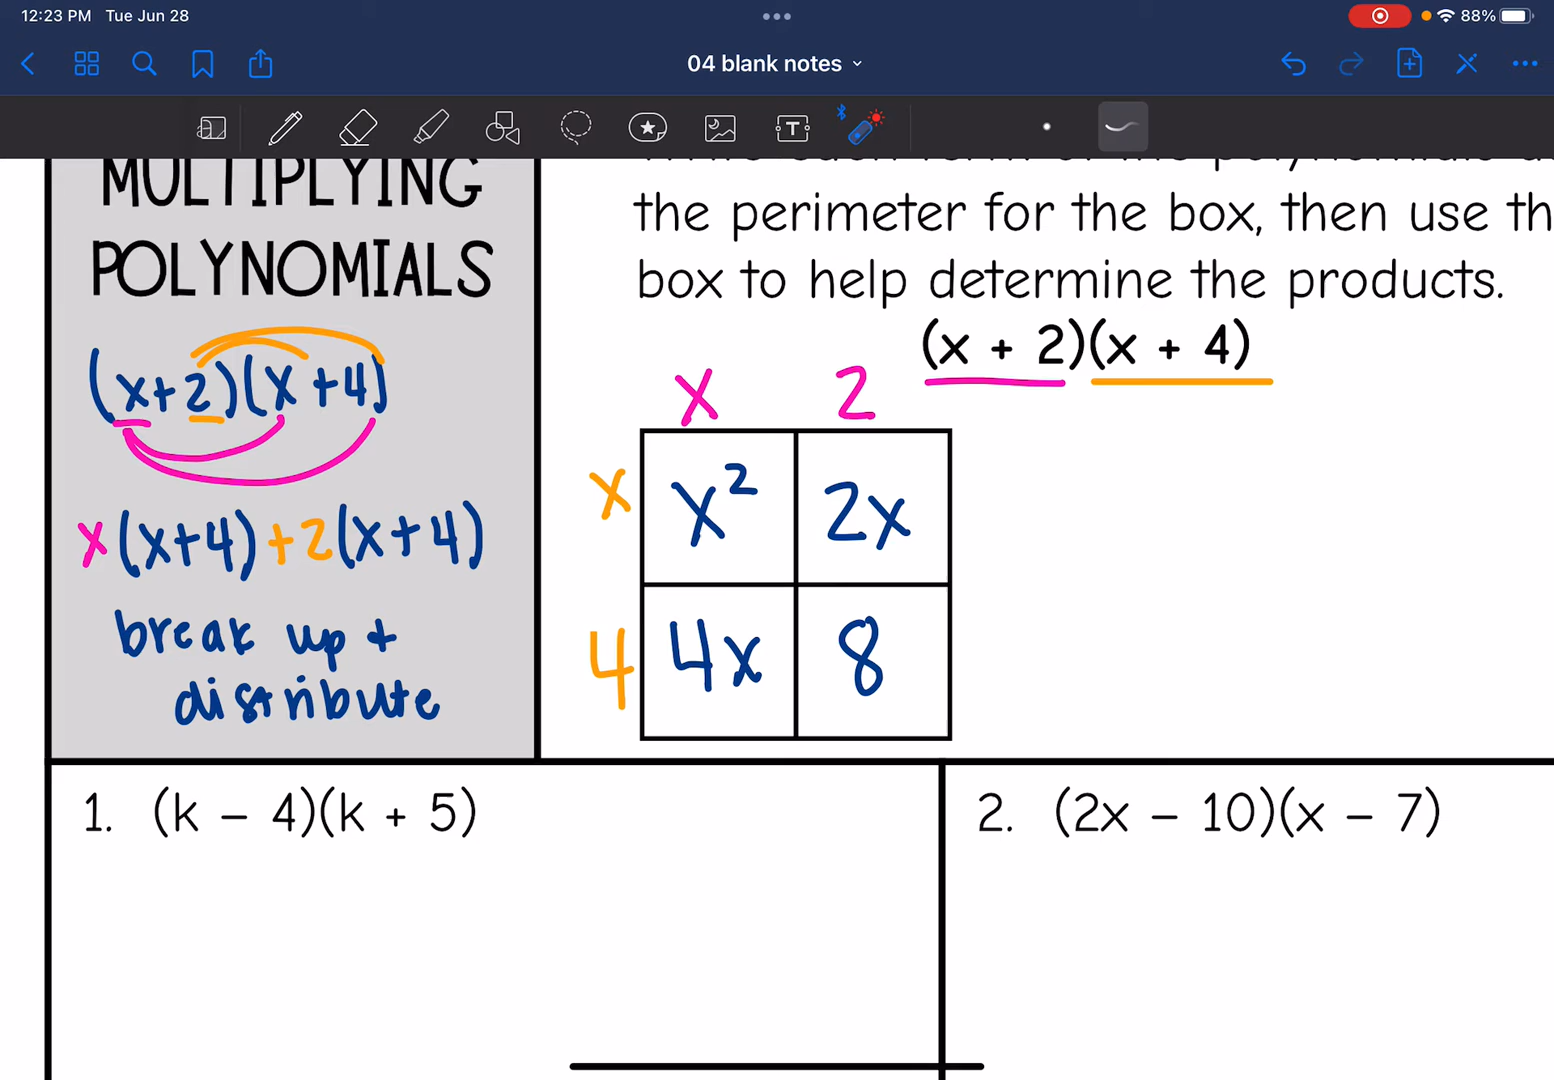 12:23 PM Tue Jun 28
88%
04 blank notes
MULTIPLYING
POLYNOMIALS
(x+2)(x+4)
x(x+4)+2(x+4)
break up +
distribute
the perimeter for the box, then use th
box to help determine the products.
(x + 2)(x + 4)
x 2
x x² 2x
4 4x 8
1. (k – 4)(k + 5)
2. (2x – 10)(x – 7)